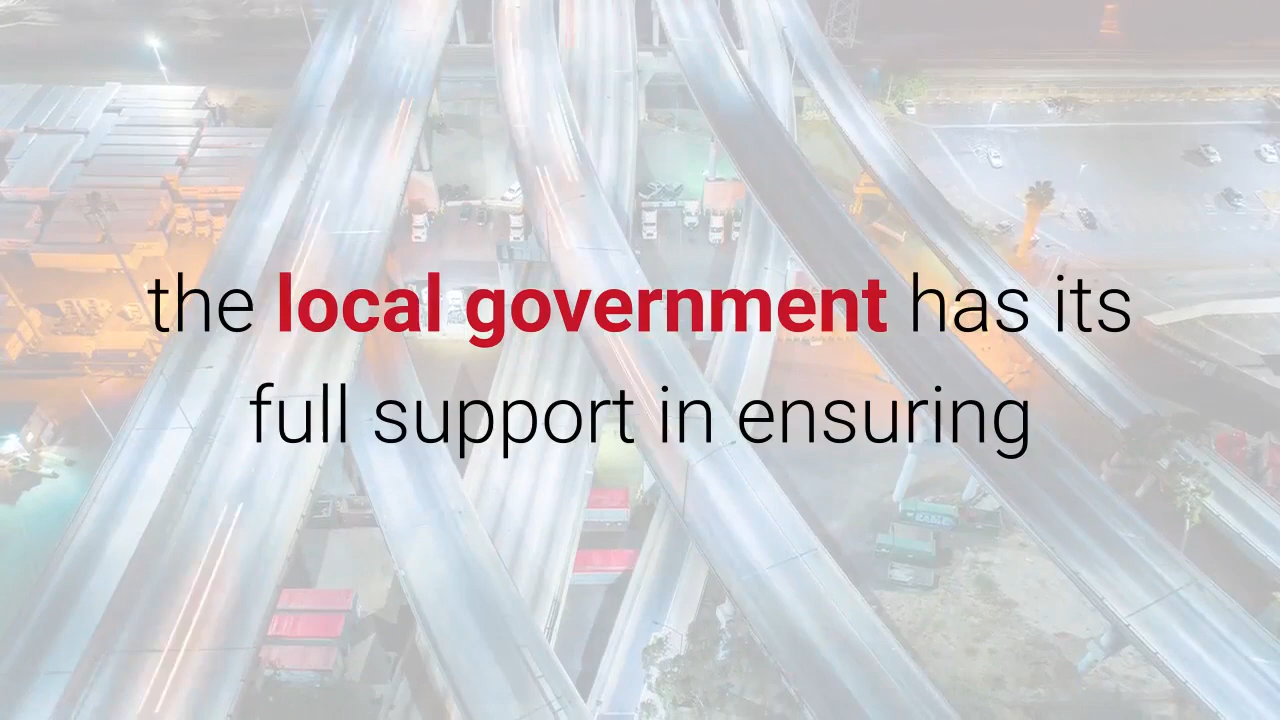 the local government has its
full support in ensuring